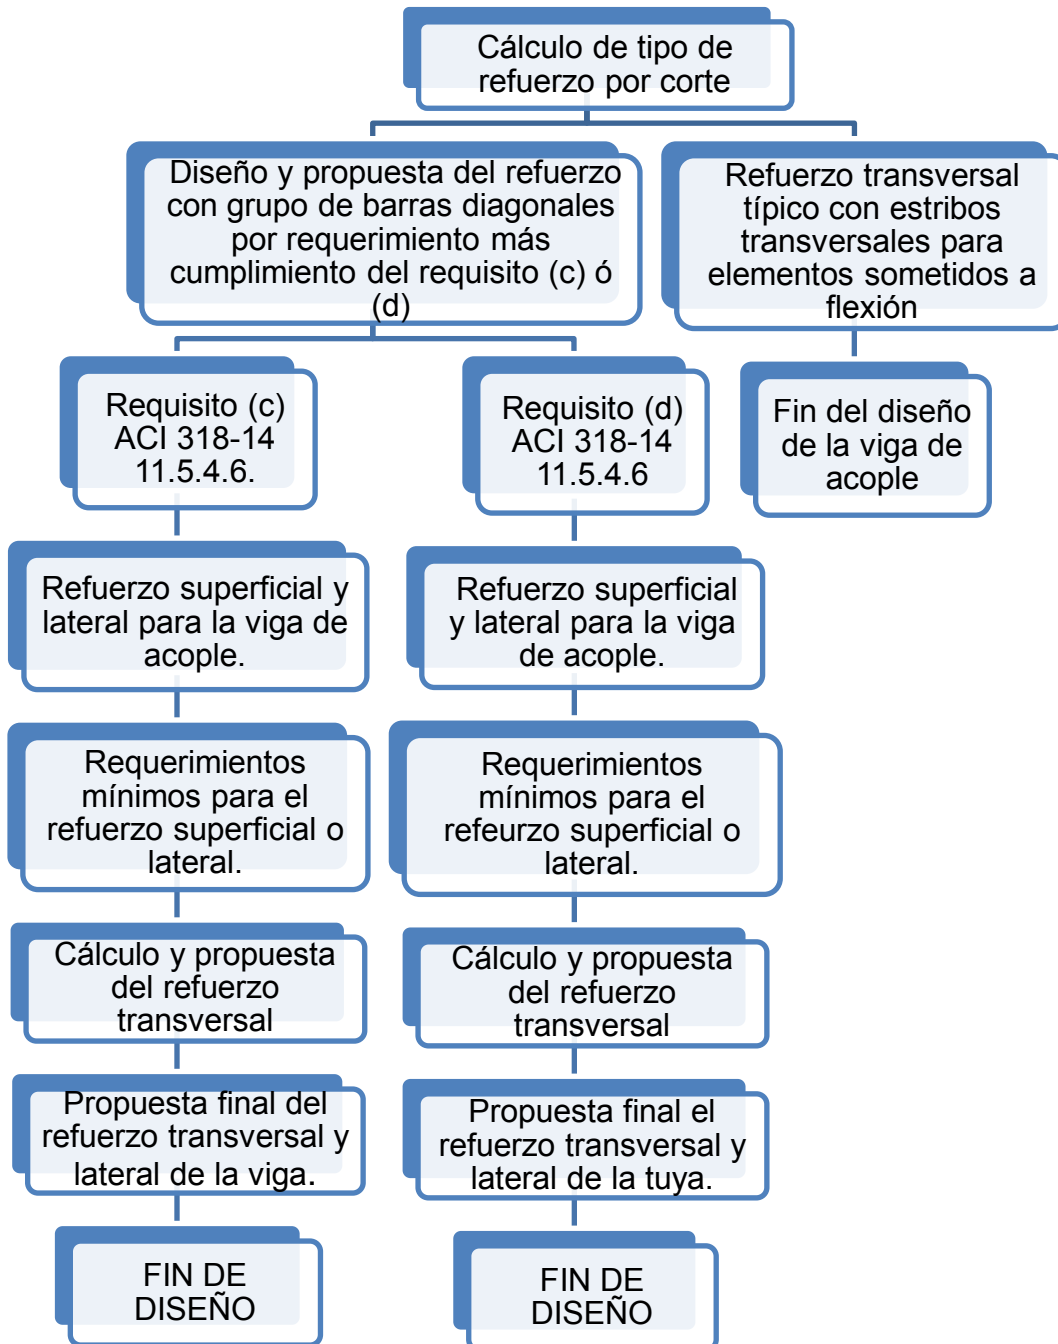 Cálculo de tipo de
refuerzo por corte
Diseño y propuesta del refuerzo
con grupo de barras diagonales
por requerimiento más
cumplimiento del requisito (c) ó
(d)
Refuerzo transversal
típico con estribos
transversales para
elementos sometidos a
flexión
Requisito (c)
ACI 318-14
11.5.4.6.
Requisito (d)
ACI 318-14
11.5.4.6
Fin del diseño
de la viga de
acople
Refuerzo superficial y
lateral para la viga de
acople.
Refuerzo superficial
y lateral para la viga
de acople.
Requerimientos
mínimos para el
refuerzo superficial o
lateral.
Requerimientos
mínimos para el
refeurzo superficial o
lateral.
Cálculo y propuesta
del refuerzo
transversal
Cálculo y propuesta
del refuerzo
transversal
Propuesta final del
refuerzo transversal y
lateral de la viga.
Propuesta final el
refuerzo transversal y
lateral de la tuya.
FIN DE
DISEÑO
FIN DE
DISEÑO